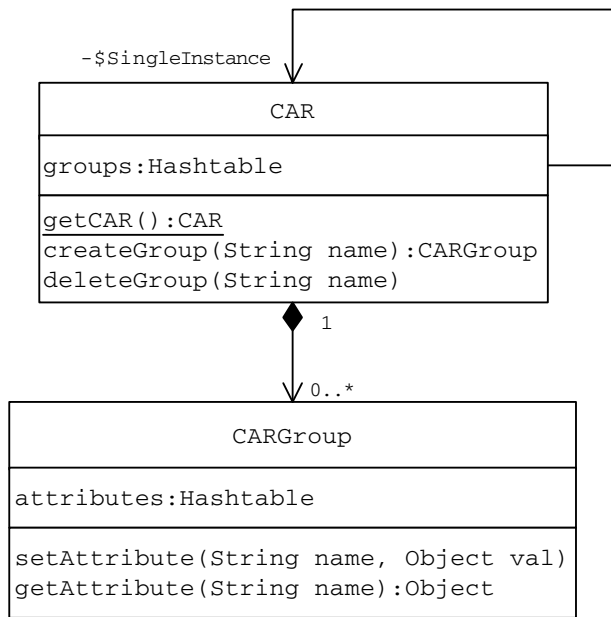 -$SingleInstance
CAR
groups:Hashtable
getCAR():CAR
createGroup(String name):CARGroup
deleteGroup(String name)
1
0..*
CARGroup
attributes:Hashtable
setAttribute(String name, Object val)
getAttribute(String name):Object